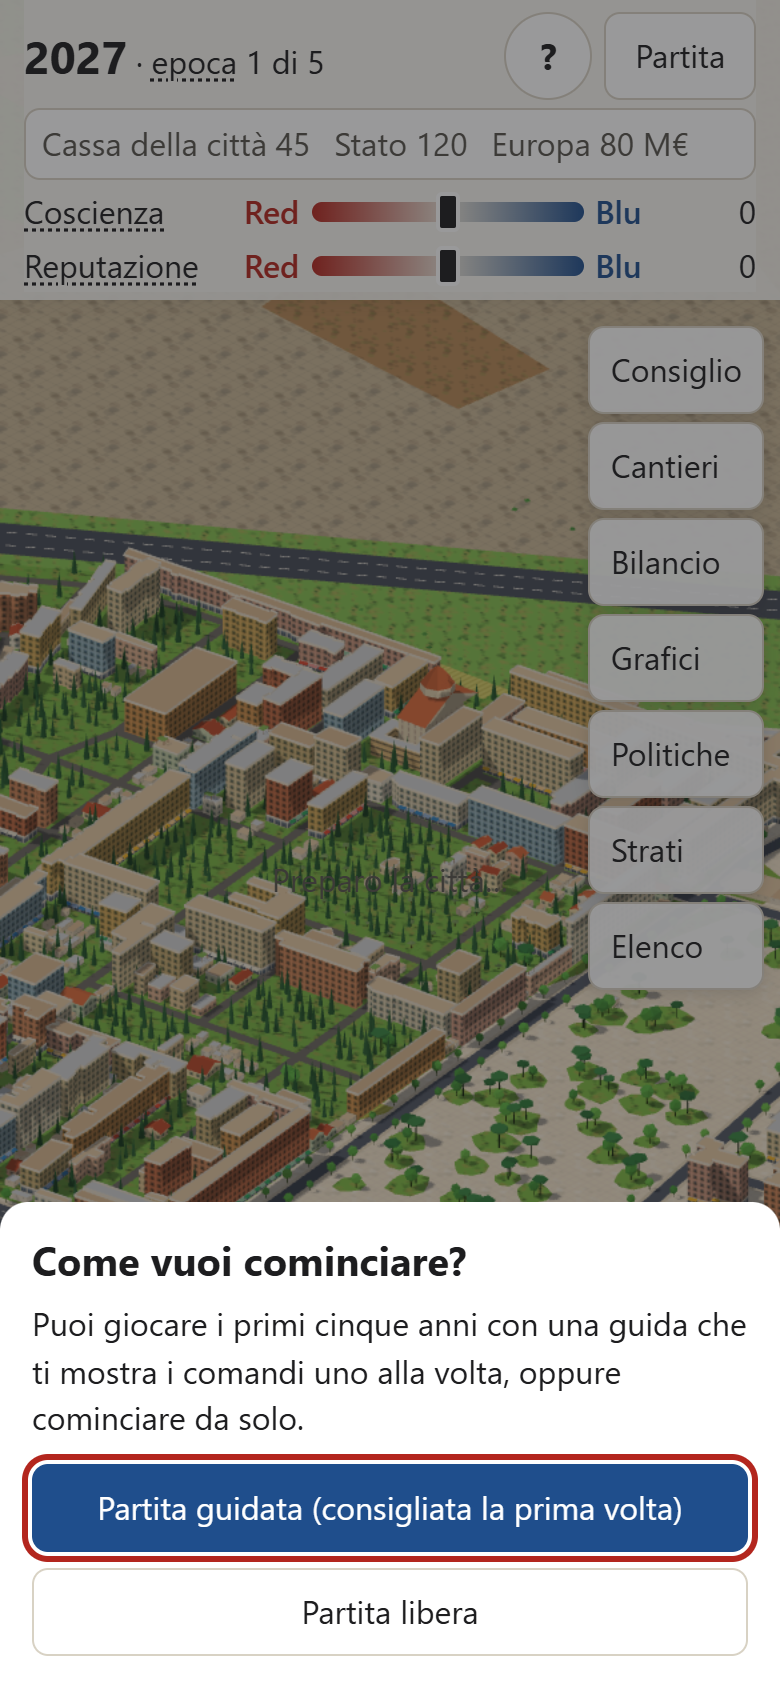 2027 · epoca 1 di 5
?
Partita
Cassa della città 45 Stato 120 Europa 80 M€
Coscienza Red Blu 0
Reputazione Red Blu 0
Consiglio
Cantieri
Bilancio
Grafici
Politiche
Strati
Elenco
Preparo la città…
Come vuoi cominciare?
Puoi giocare i primi cinque anni con una guida che
ti mostra i comandi uno alla volta, oppure
cominciare da solo.
Partita guidata (consigliata la prima volta)
Partita libera